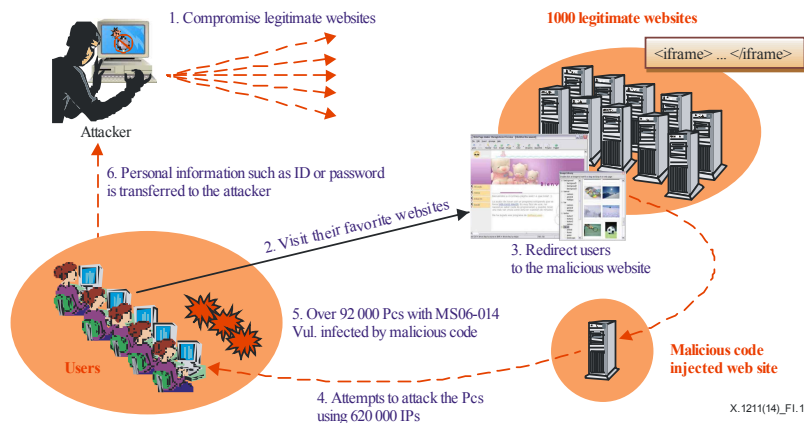 1. Compromise legitimate websites
1000 legitimate websites
<iframe> ... </iframe>
Attacker
6. Personal information such as ID or password
is transferred to the attacker
2. Visit their favorite websites
3. Redirect users
to the malicious website
5. Over 92 000 Pcs with MS06-014
Vul. infected by malicious code
Users
Malicious code
injected web site
4. Attempts to attack the Pcs
using 620 000 IPs
X.1211(14)_FI.1